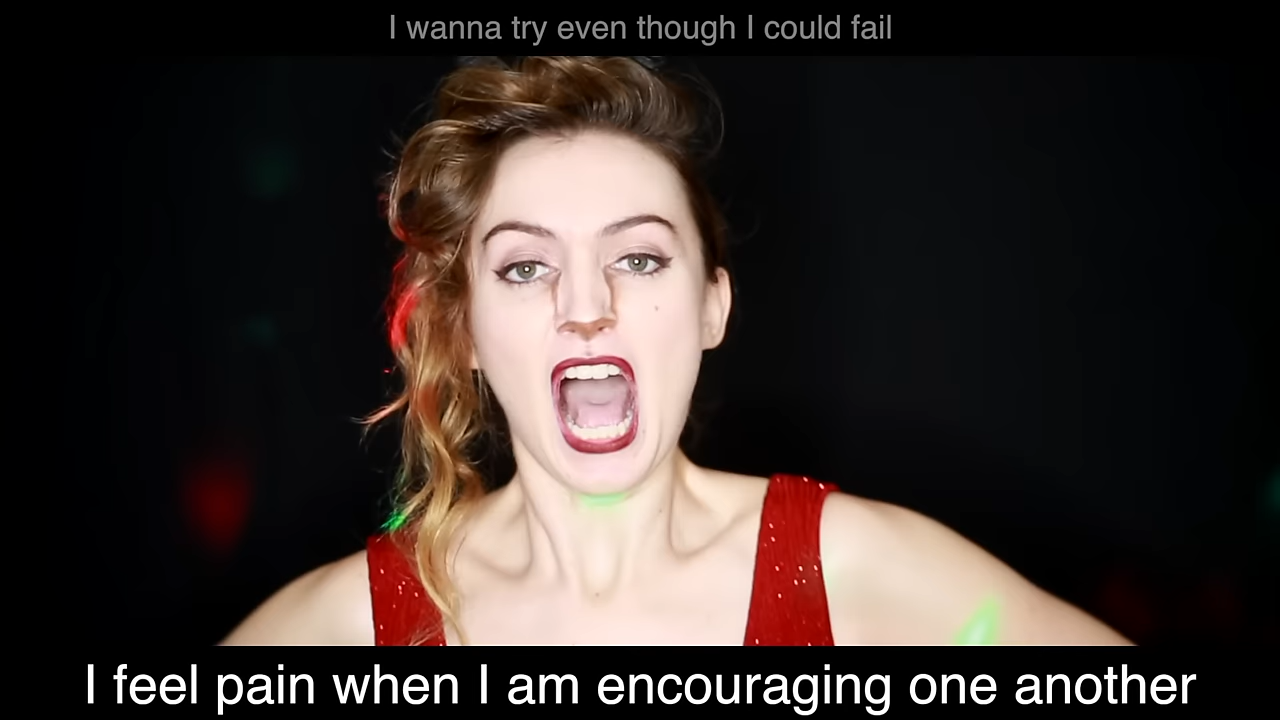 I wanna try even though I could fail
I feel pain when I am encouraging one another